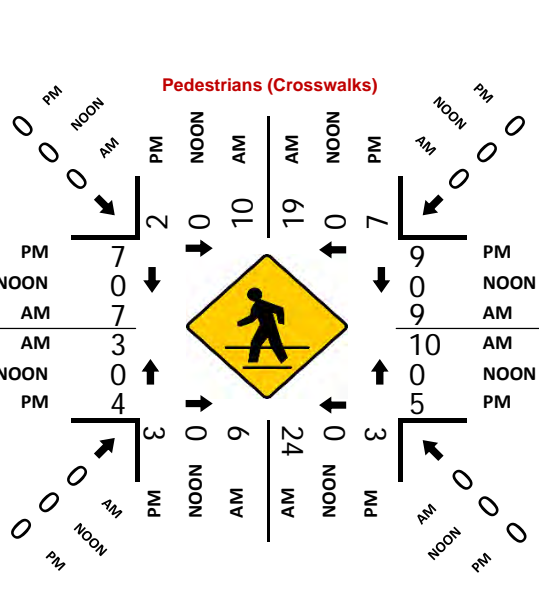 Pedestrians (Crosswalks)
PM NOON AM
0 0 0
PM NOON AM AM NOON PM
2 0 10 19 0 7
PM NOON AM
0 0 0
PM 7
NOON 0
AM 7
AM 3
NOON 0
PM 4
9 PM
0 NOON
9 AM
10 AM
0 NOON
5 PM
3 0 6 24 0 3
PM NOON AM AM NOON PM
0 0 0
AM NOON PM
0 0 0
AM NOON PM